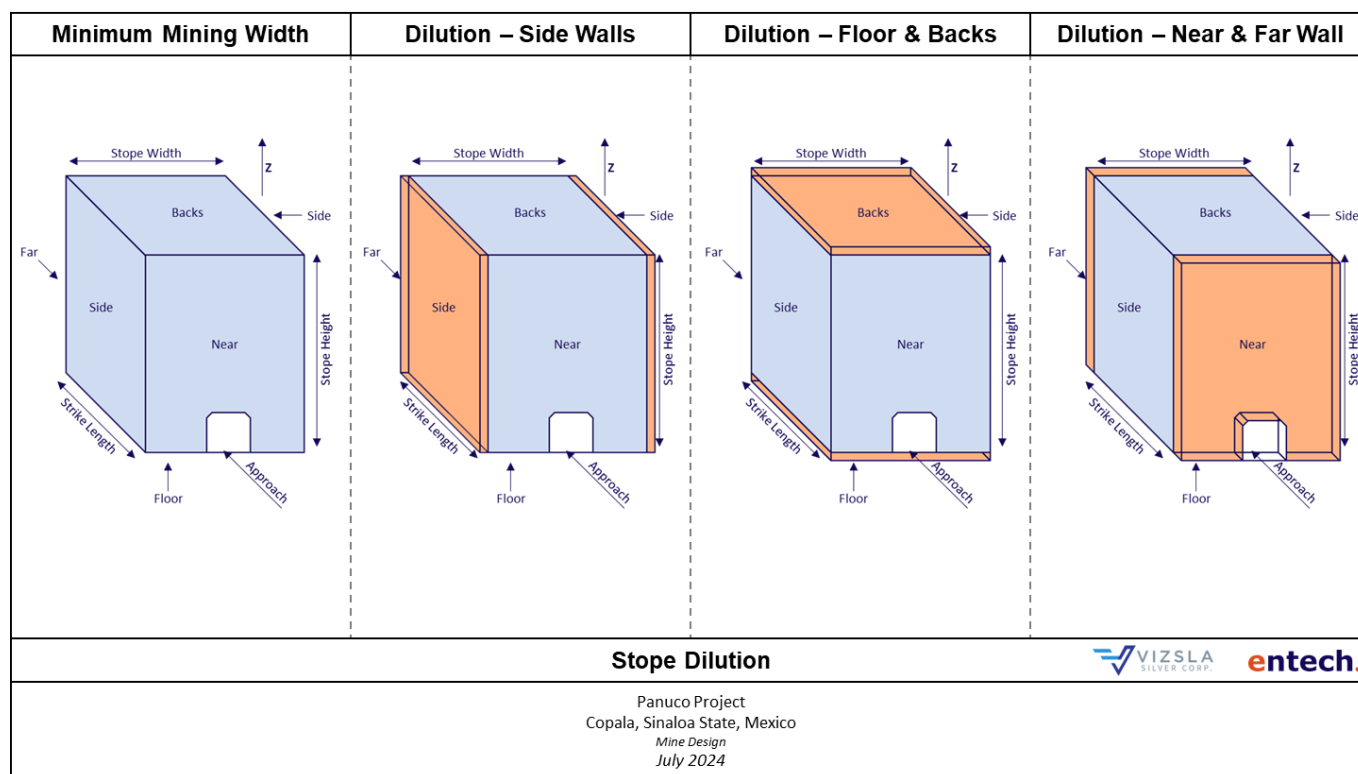 Minimum Mining Width
Dilution – Side Walls
Dilution – Floor & Backs
Dilution – Near & Far Wall
Stope Width
Z
Backs
Side
Far
Side
Near
Stope Height
Strike Length
Approach
Floor
Stope Width
Z
Backs
Side
Far
Side
Near
Stope Height
Strike Length
Approach
Floor
Stope Width
Z
Backs
Side
Near
Stope Height
Strike Length
Approach
Floor
Stope Width
Z
Backs
Side
Far
Side
Near
Stope Height
Strike Length
Approach
Floor
Stope Dilution
VIZSLA
SILVER CORP.
entech.
Panuco Project
Copala, Sinaloa State, Mexico
Mine Design
July 2024